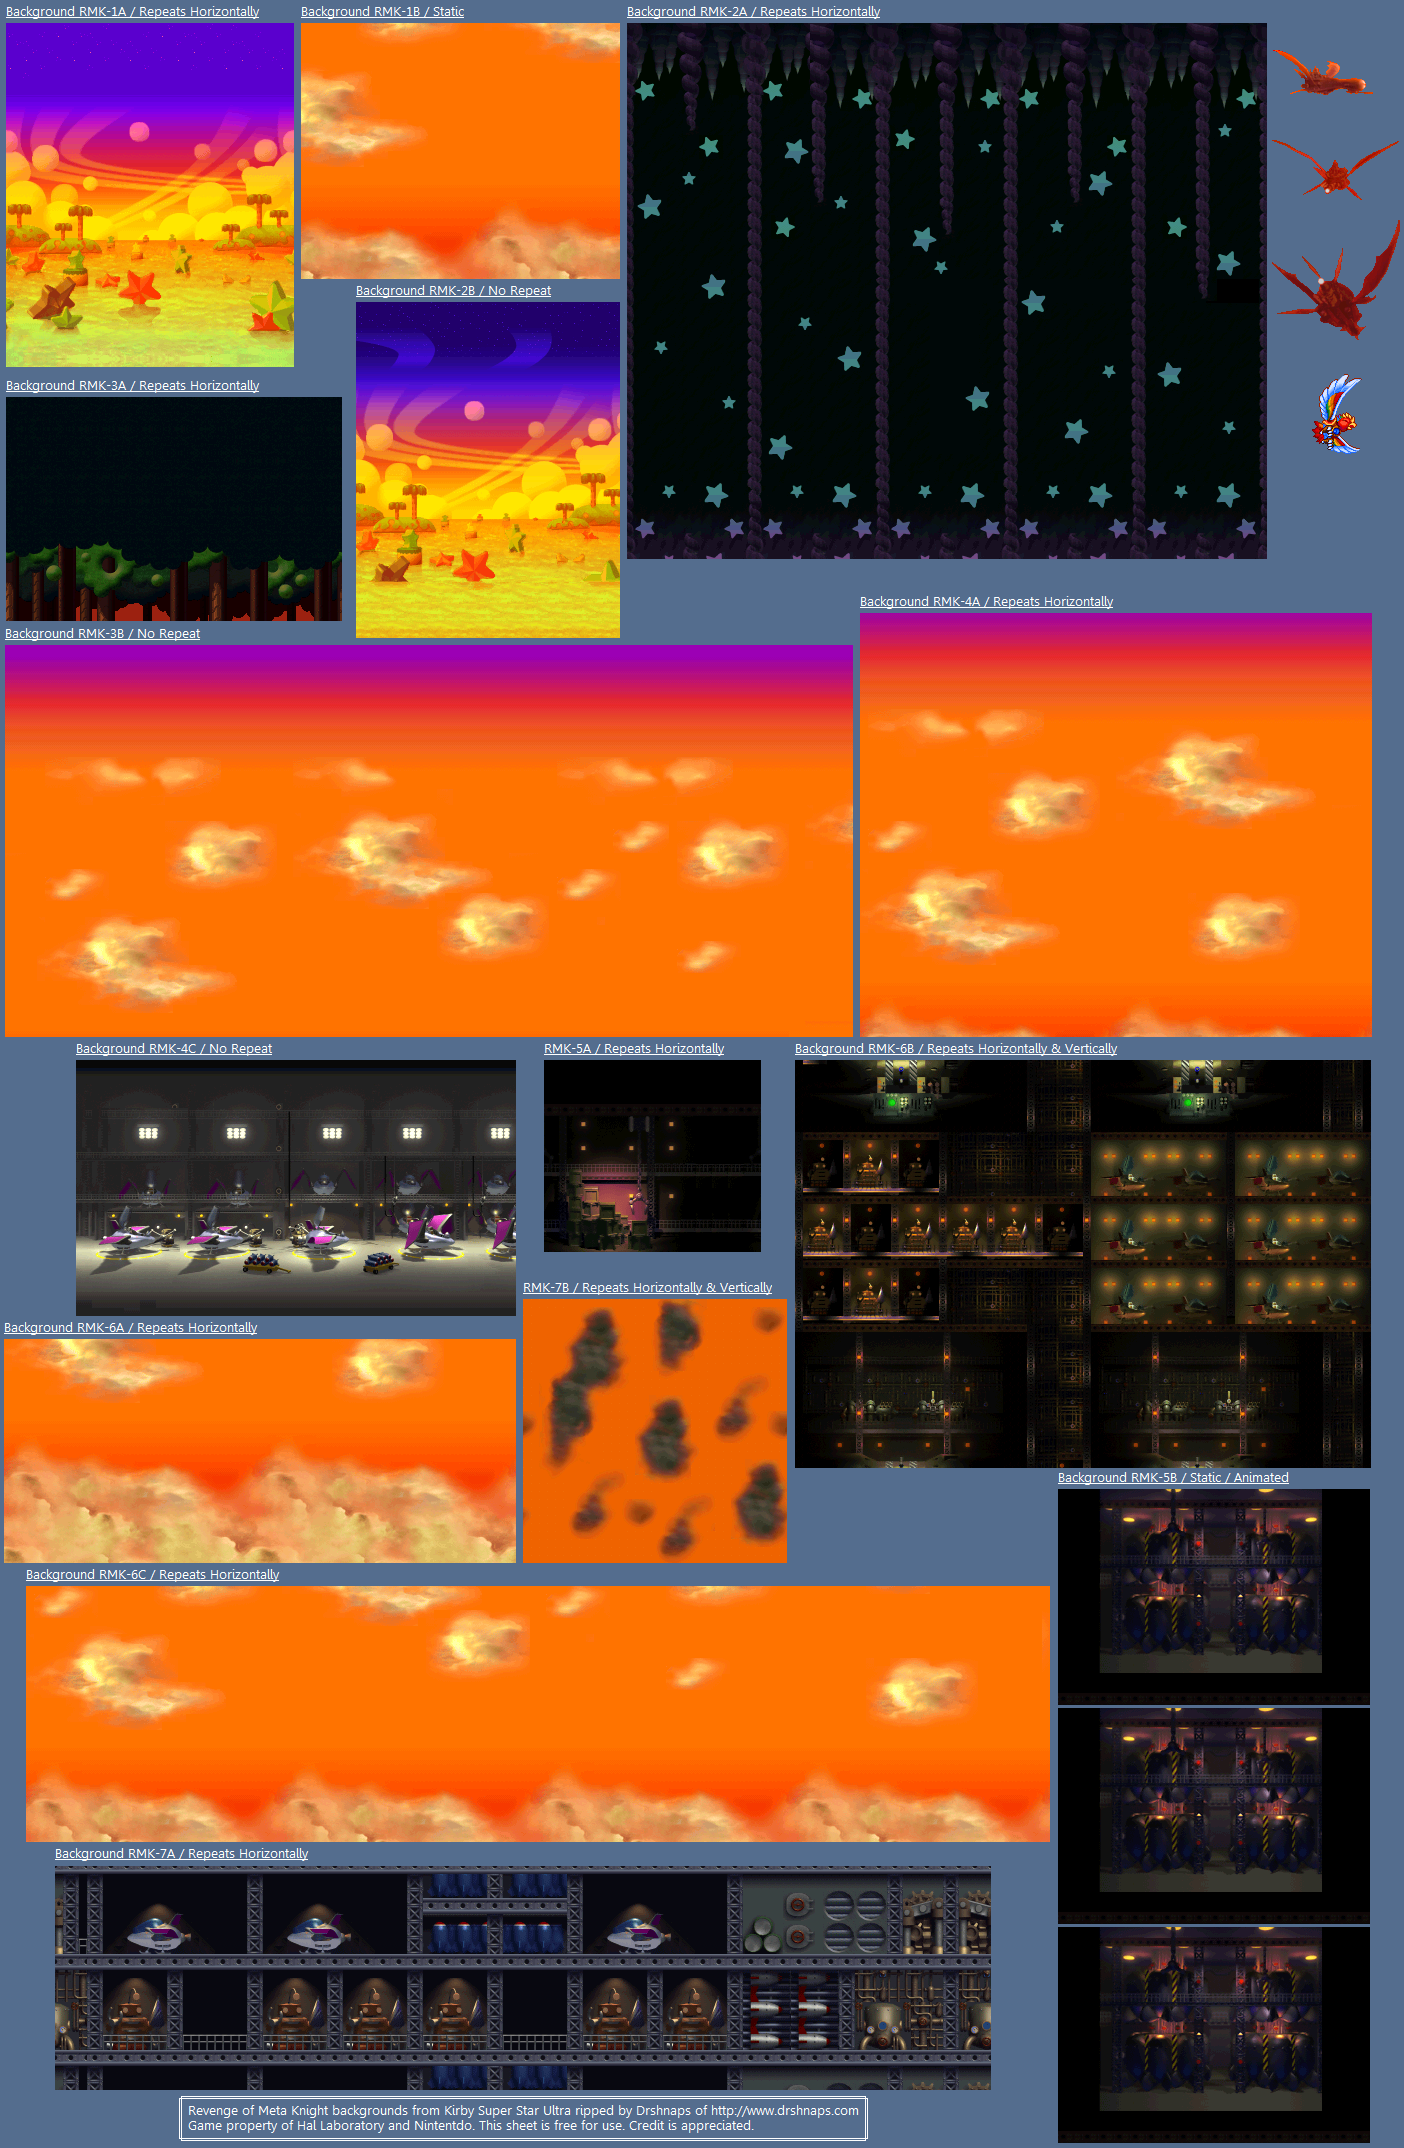 Background RMK-1A / Repeats Horizontally
Background RMK-1B / Static
Background RMK-2A / Repeats Horizontally
Background RMK-2B / No Repeat
Background RMK-3A / Repeats Horizontally
Background RMK-4A / Repeats Horizontally
Background RMK-3B / No Repeat
Background RMK-4C / No Repeat
RMK-5A / Repeats Horizontally
Background RMK-6B / Repeats Horizontally & Vertically
RMK-7B / Repeats Horizontally & Vertically
Background RMK-6A / Repeats Horizontally
Background RMK-5B / Static / Animated
Background RMK-6C / Repeats Horizontally
Background RMK-7A / Repeats Horizontally
Revenge of Meta Knight backgrounds from Kirby Super Star Ultra ripped by Drshnaps of http://www.drshnaps.com
Game property of Hal Laboratory and Nintentdo. This sheet is free for use. Credit is appreciated.